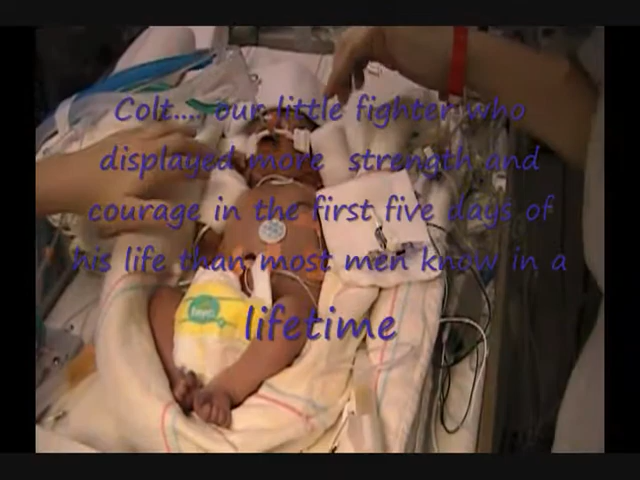 Colt.... our little fighter who
displayed more strength and
courage in the first five days of
his life than most men know in a
lifetime